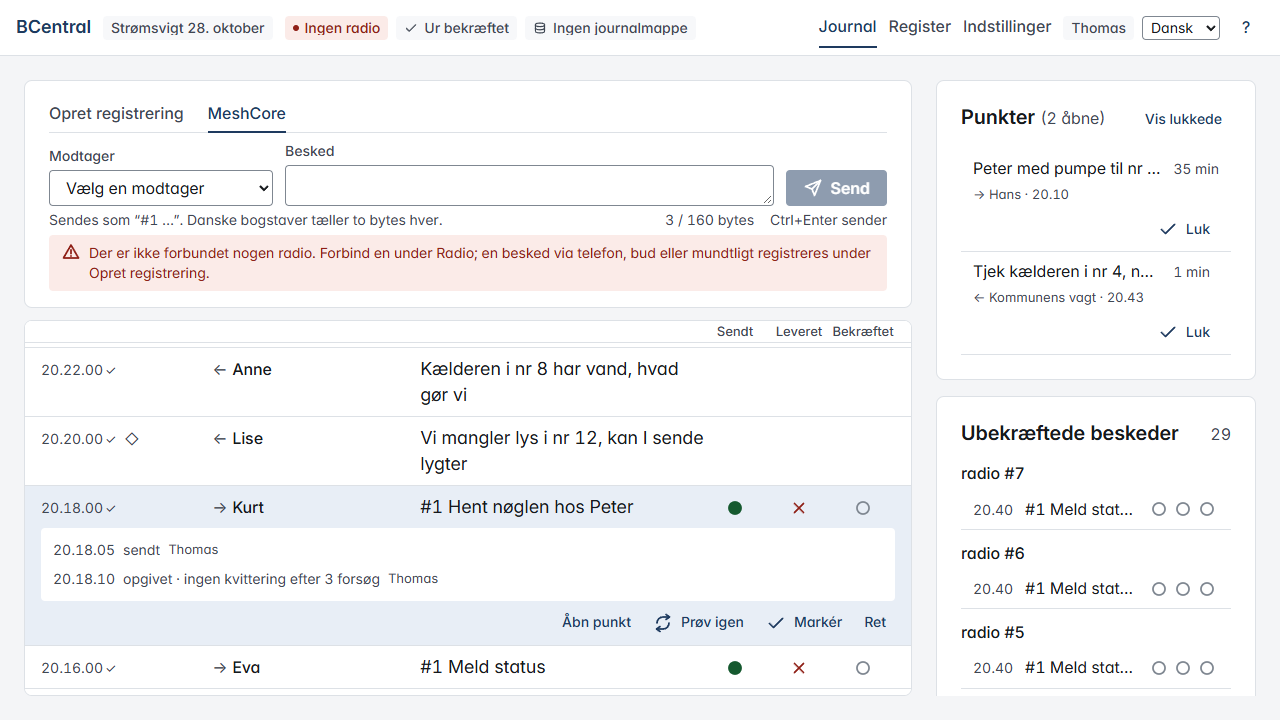 BCentral
Strømsvigt 28. oktober
Ingen radio
Ur bekræftet
Ingen journalmappe
Journal
Register
Indstillinger
Thomas
Dansk
?
Opret registrering
MeshCore
Modtager
Besked
Vælg en modtager
Send
Sendes som “#1 …”. Danske bogstaver tæller to bytes hver.
3 / 160 bytes
Ctrl+Enter sender
Der er ikke forbundet nogen radio. Forbind en under Radio; en besked via telefon, bud eller mundtligt registreres under
Opret registrering.
Sendt Leveret Bekræftet
20.22.00 ← Anne Kælderen i nr 8 har vand, hvad
gør vi
20.20.00 ← Lise Vi mangler lys i nr 12, kan I sende
lygter
20.18.00 → Kurt #1 Hent nøglen hos Peter
20.18.05 sendt Thomas
20.18.10 opgivet · ingen kvittering efter 3 forsøg Thomas
Åbn punkt Prøv igen Markér Ret
20.16.00 → Eva #1 Meld status
Punkter (2 åbne) Vis lukkede
Peter med pumpe til nr … 35 min
→ Hans · 20.10
Luk
Tjek kælderen i nr 4, n… 1 min
← Kommunens vagt · 20.43
Luk
Ubekræftede beskeder 29
radio #7
20.40 #1 Meld stat…
radio #6
20.40 #1 Meld stat…
radio #5
20.40 #1 Meld stat…